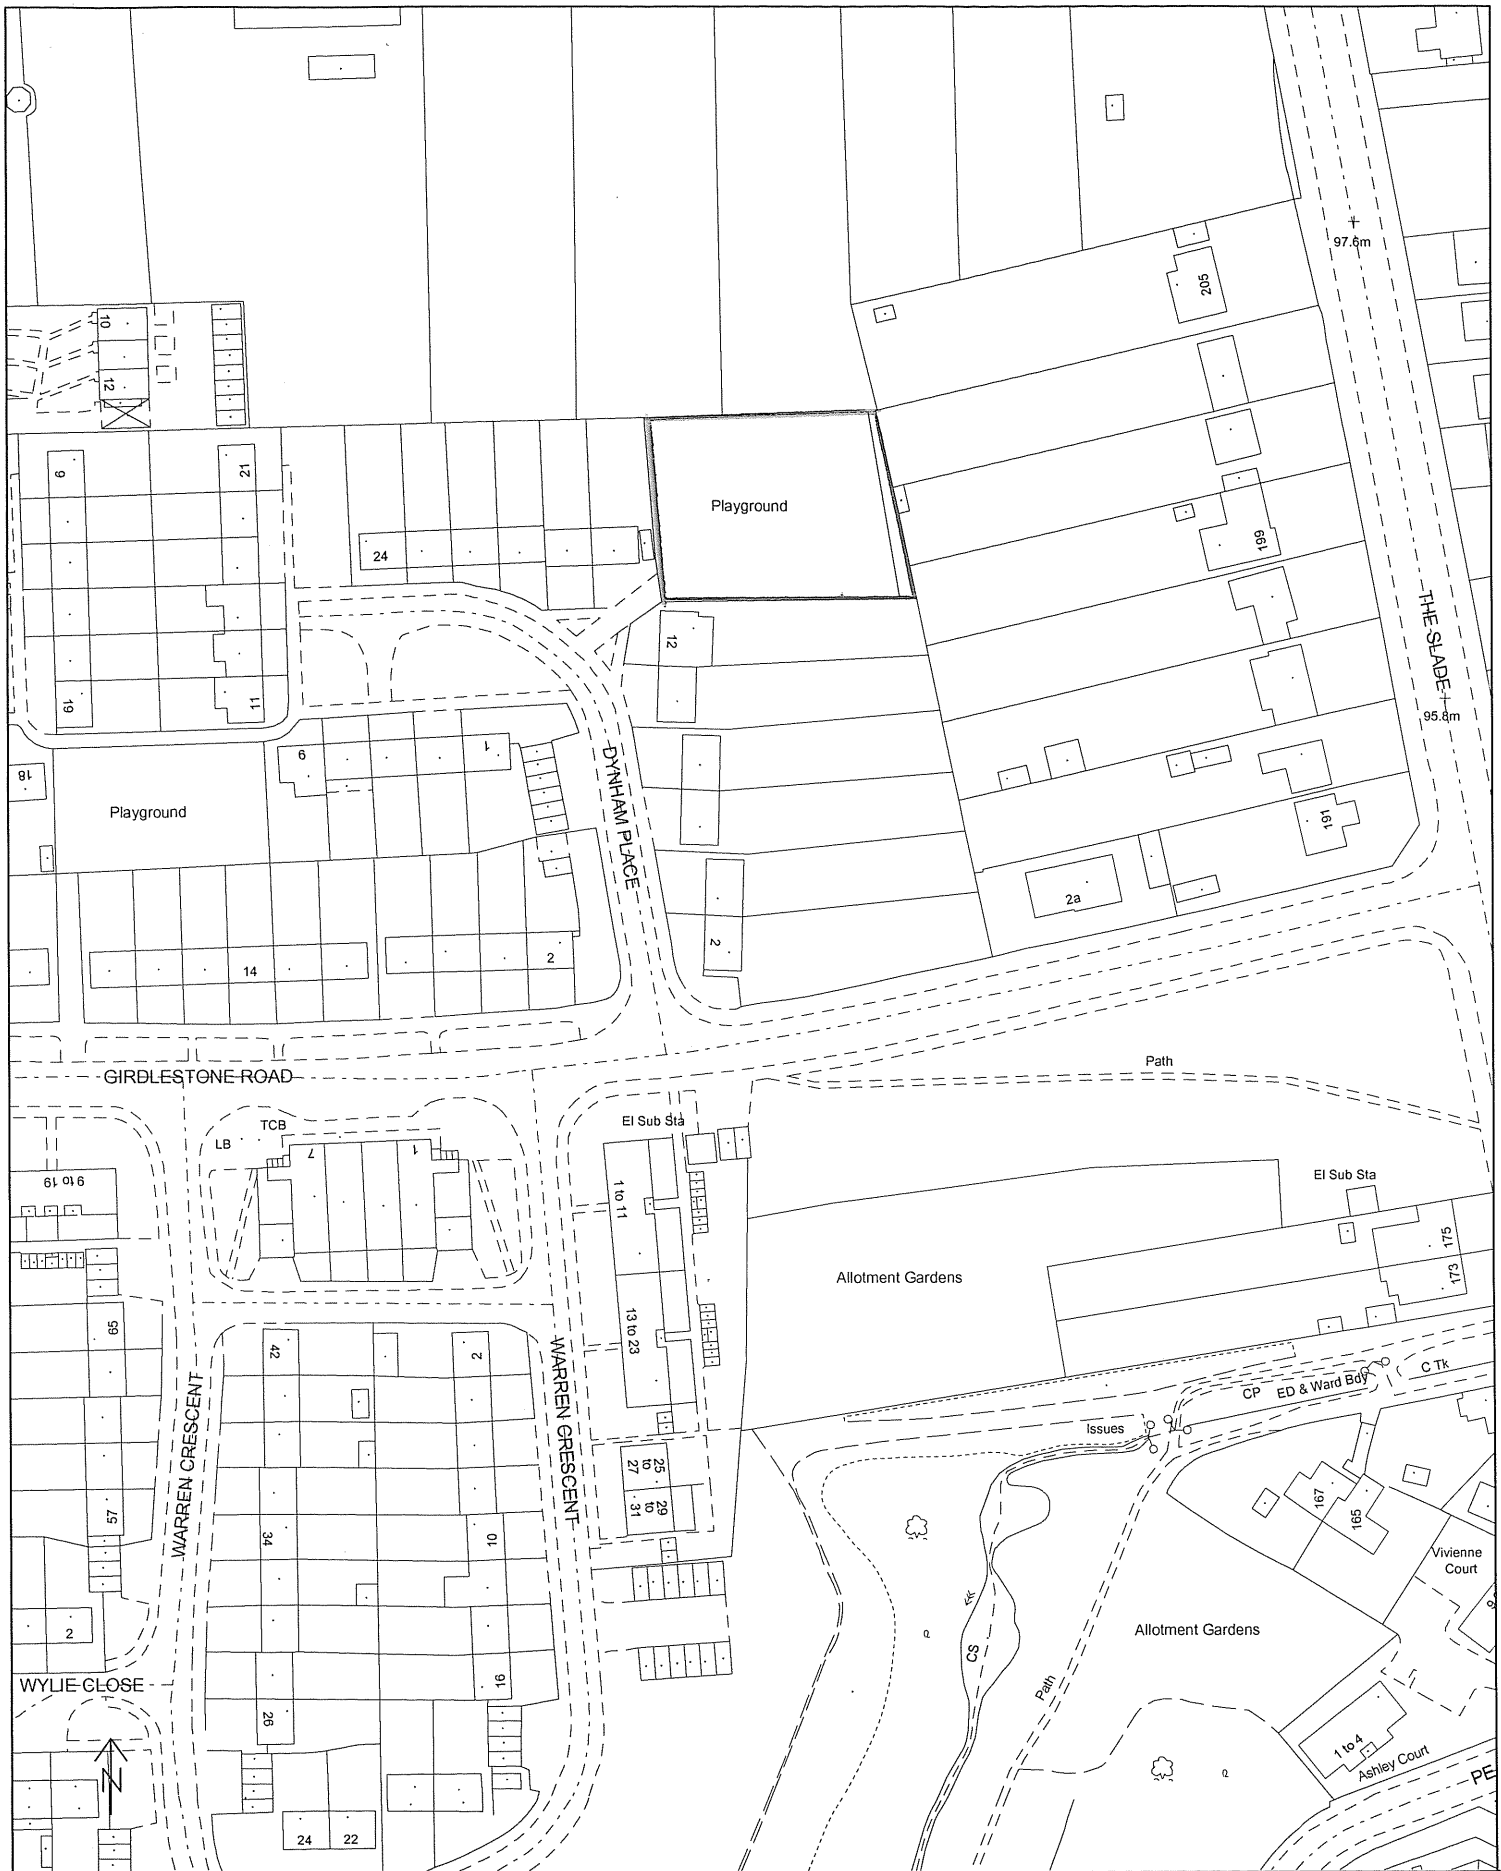 97.6m
205
10
12
Playground
9
21
24
199
THE SLADE
12
19
11
95.8m
9
1
18
DYNHAM PLACE
Playground
191
2a
14
2
2
GIRDLESTONE ROAD
Path
TCB
LB
El Sub Sta
7
1
9 to 19
1 to 11
El Sub Sta
175
173
Allotment Gardens
65
42
2
13 to 23
WARREN CRESCENT
WARREN CRESCENT
CP
ED & Ward Bdy
C Tk
Issues
25
to
27
29
to
31
57
34
10
167
165
Vivienne
Court
2
CS
Path
Allotment Gardens
16
WYLIE CLOSE
26
N
1 to 4
Ashley Court
PE
24
22